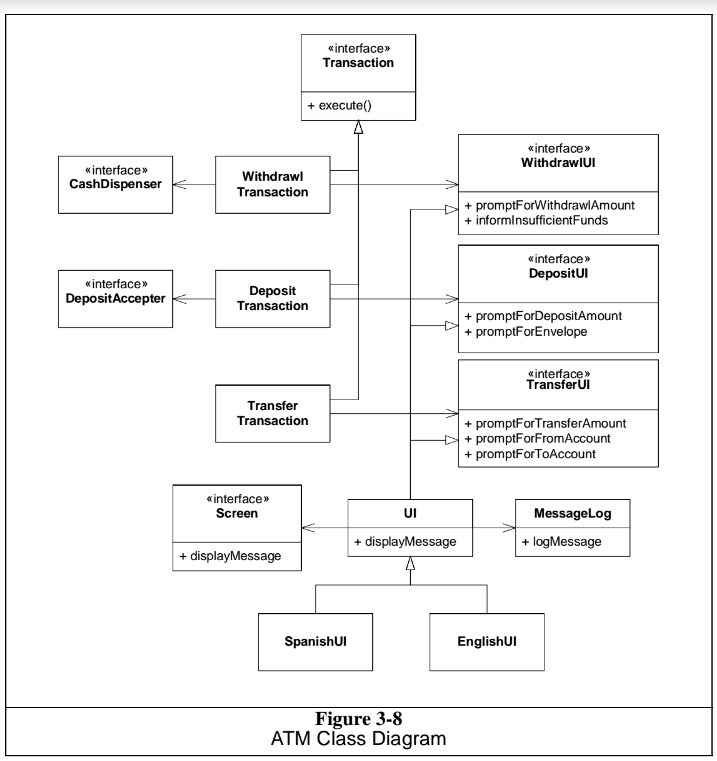 «interface»
Transaction
+ execute()
«interface»
CashDispenser
Withdrawl
Transaction
«interface»
WithdrawlUI
+ promptForWithdrawlAmount
+ informInsufficientFunds
«interface»
DepositAccepter
Deposit
Transaction
«interface»
DepositUI
+ promptForDepositAmount
+ promptForEnvelope
Transfer
Transaction
«interface»
TransferUI
+ promptForTransferAmount
+ promptForFromAccount
+ promptForToAccount
«interface»
Screen
+ displayMessage
UI
+ displayMessage
MessageLog
+ logMessage
SpanishUI
EnglishUI
Figure 3-8
ATM Class Diagram